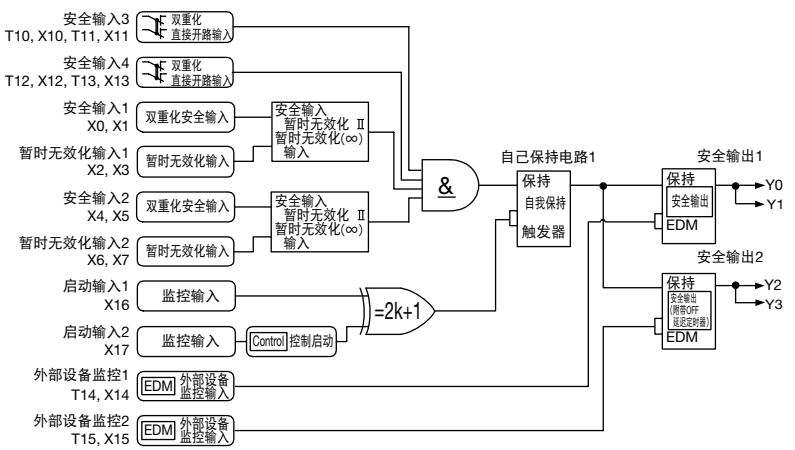 安全输入3
T10, X10, T11, X11
双重化
直接开路输入
安全输入4
T12, X12, T13, X13
双重化
直接开路输入
安全输入1
X0, X1
双重化安全输入
暂时无效化输入1
X2, X3
暂时无效化输入
安全输入
暂时无效化 Ⅱ
暂时无效化(∞)
输入
安全输入2
X4, X5
双重化安全输入
暂时无效化输入2
X6, X7
暂时无效化输入
安全输入
暂时无效化 Ⅱ
暂时无效化(∞)
输入
启动输入1
X16
监控输入
启动输入2
X17
监控输入
Control 控制启动
外部设备监控1
T14, X14
EDM 外部设备
监控输入
外部设备监控2
T15, X15
EDM 外部设备
监控输入
&
=2k+1
自己保持电路1
保持
自我保持
触发器
安全输出1
保持
安全输出
EDM
Y0
Y1
安全输出2
保持
安全输出
(附带OFF
延迟定时器)
EDM
Y2
Y3